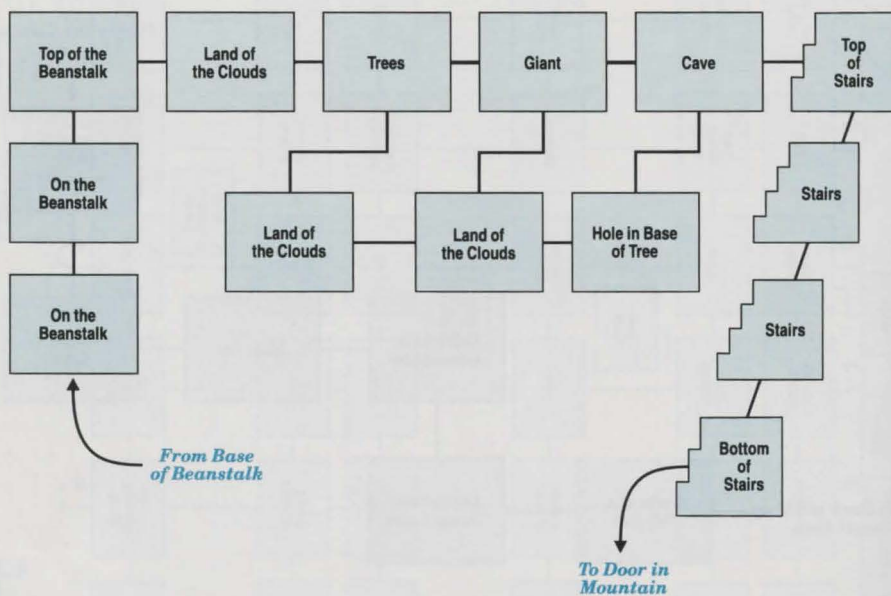 Top of the
Beanstalk
Land of
the Clouds
Trees
Giant
Cave
Top
of
Stairs
On the
Beanstalk
Stairs
Land of
the Clouds
Land of
the Clouds
Hole in Base
of Tree
On the
Beanstalk
Stairs
From Base
of Beanstalk
Bottom
of
Stairs
To Door in
Mountain